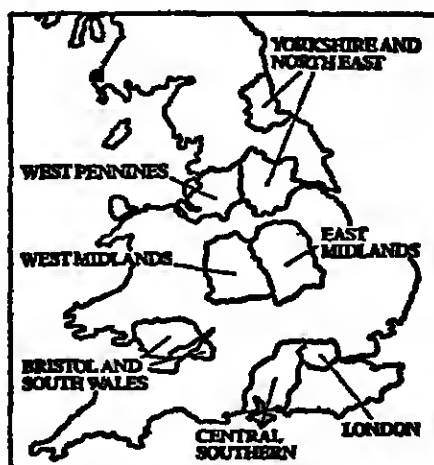 YORKSHIRE AND
NORTH EAST
WEST PENNINES
EAST
MIDLANDS
WEST MIDLANDS
BRISTOL AND
SOUTH WALES
LONDON
CENTRAL
SOUTHERN